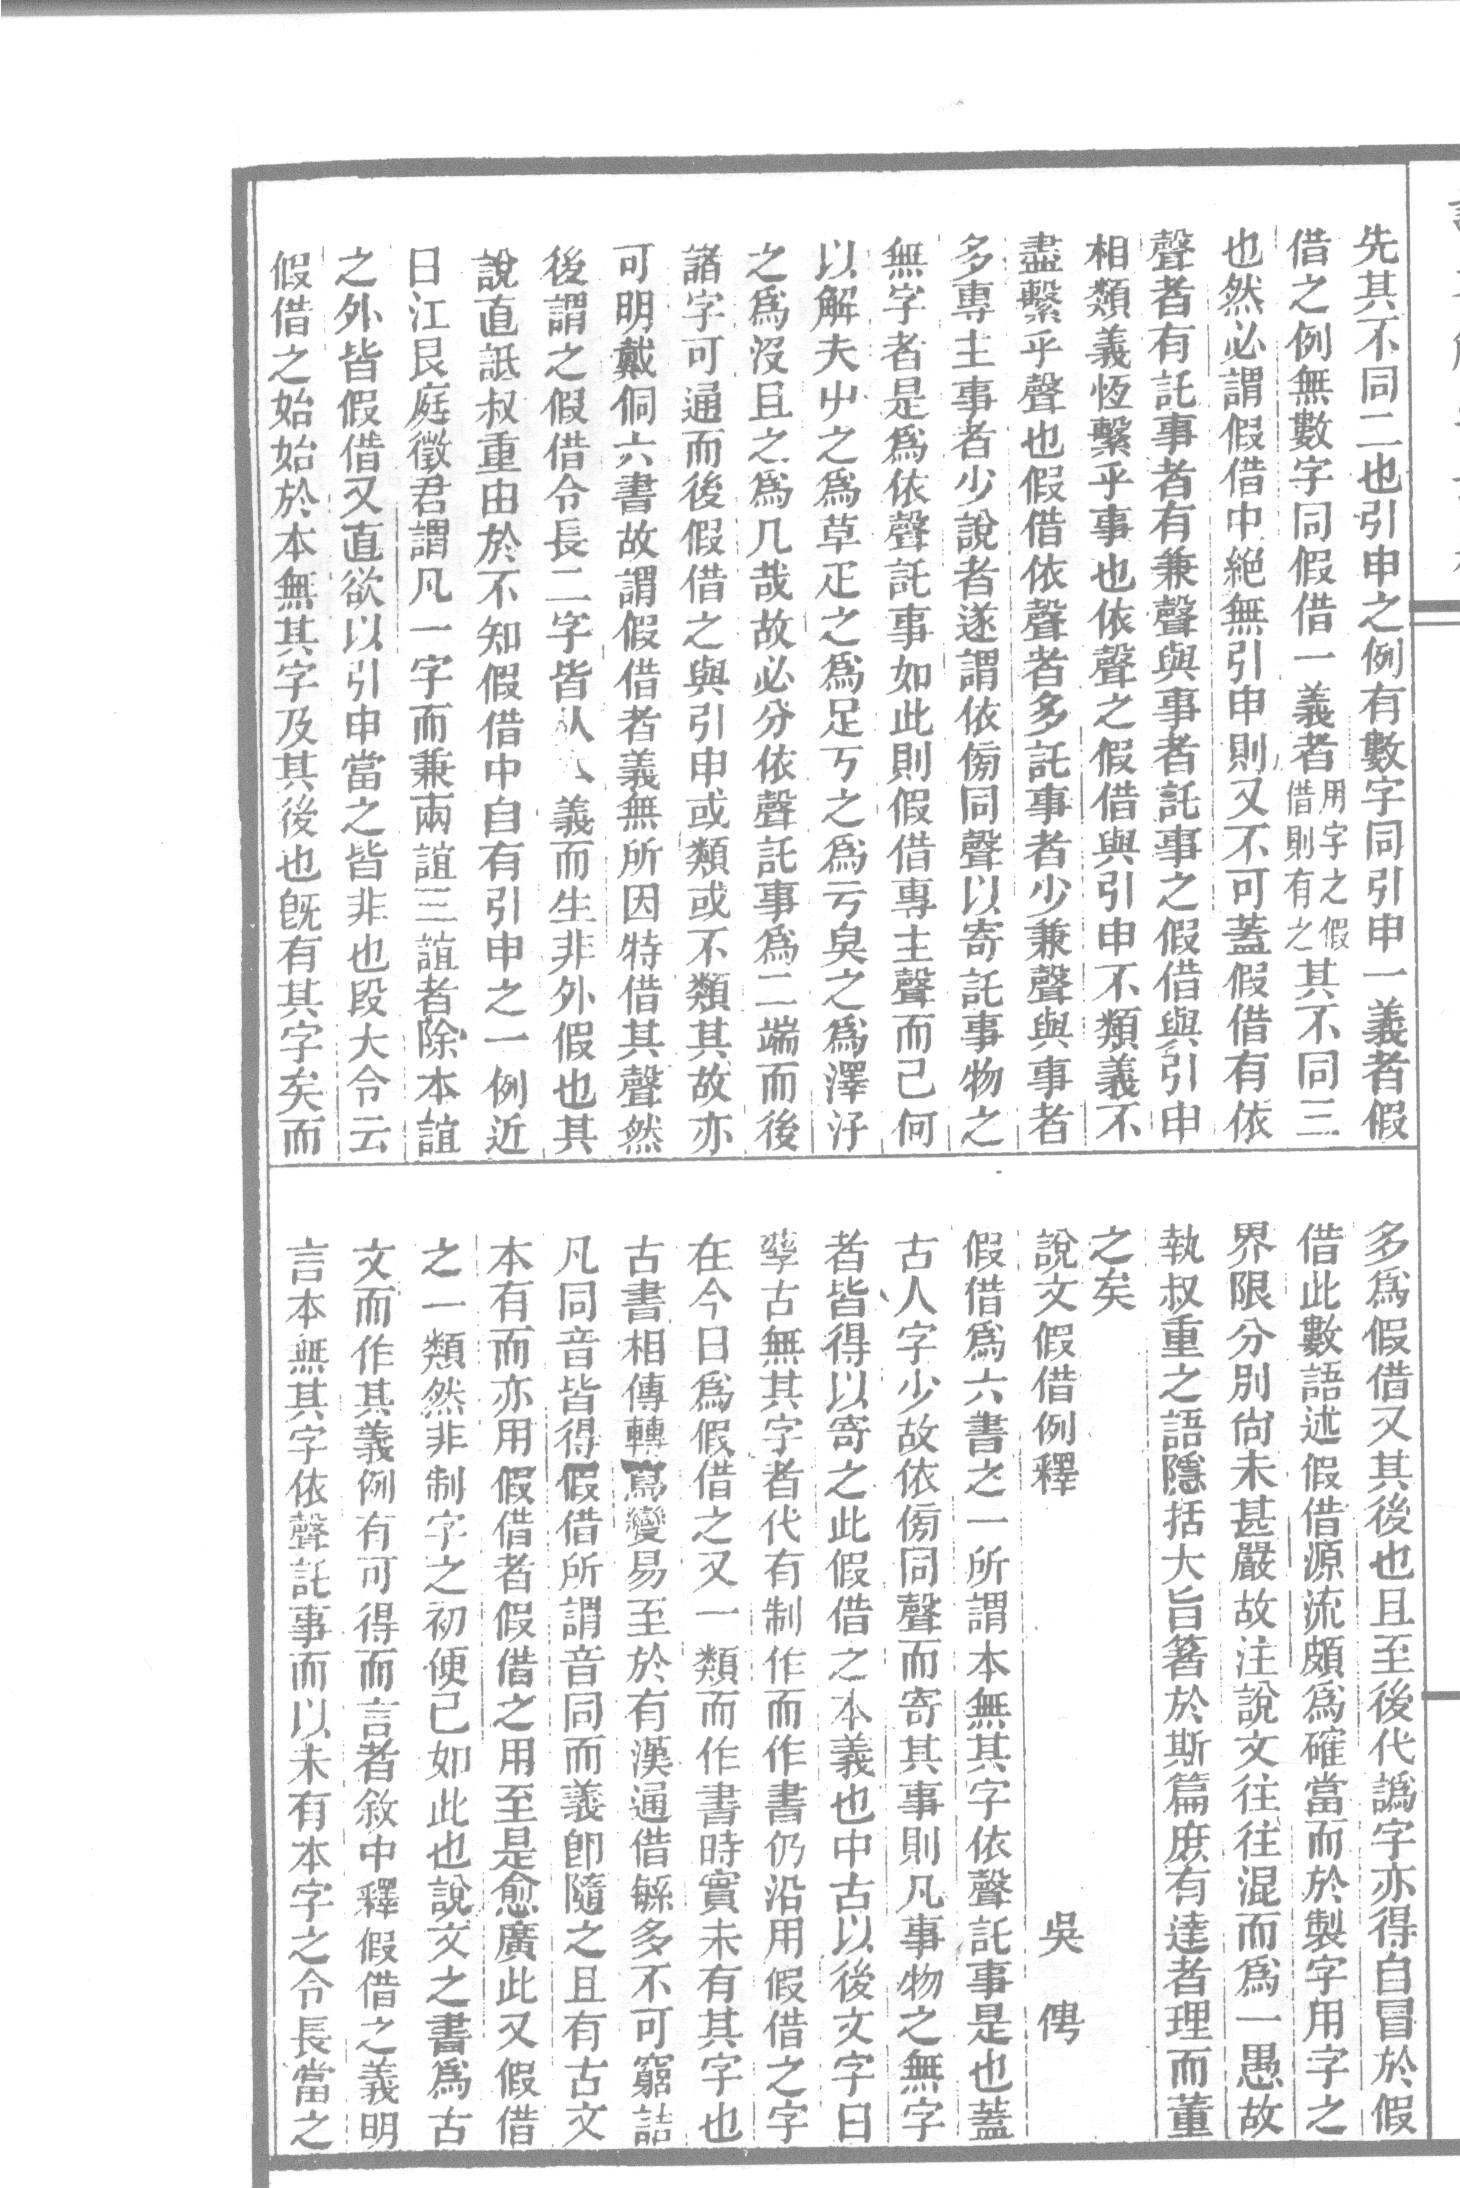 先其不同二也引申之例有數字同引申一義者假
借之例無數字同假借一義者用字之假借則有之其不同三
也然必謂假借中絕無引申則又不可蓋假借有依
聲者有託事者有兼聲與事者託事之假借與引申
相類義恆繫乎事也依聲之假借與引申不類義不
盡繫乎聲也假借依聲者多託事者少兼聲與事者
多專主事者少說者遂謂依傍同聲以寄託事物之
無字者是爲依聲託事如此則假借專主聲而已何
以解夫屮之爲草疋之爲足丂之爲亏㚖之爲澤汓
之爲沒且之爲几哉故必分依聲託事爲二端而後
諸字可通而後假借之與引申或類或不類其故亦
可明戴侗六書故謂假借者義無所因特借其聲然
後謂之假借令長二字皆從人義而生非外假也其
說直詆叔重由於不知假借中自有引申之一例近
日江艮庭徵君謂凡一字而兼兩誼三誼者除本誼
之外皆假借又直欲以引申當之皆非也段大令云
假借之始始於本無其字及其後也旣有其字矣而
多爲假借又其後也且至後代譌字亦得自冒於假
借此數語述假借源流頗爲確當而於製字用字之
界限分別尙未甚嚴故注說文往往混而爲一愚故
執叔重之語隱括大旨箸於斯篇庶有達者理而董
之矣
說文假借例釋
吳　俜
假借爲六書之一所謂本無其字依聲託事是也蓋
古人字少故依傍同聲而寄其事則凡事物之無字
者皆得以寄之此假借之本義也中古以後文字日
孳古無其字者代有制作而作書仍沿用假借之字
在今日爲假借之又一類而作書時實未有其字也
古書相傳轉寫變易至於有漢通借緐多不可窮詰
凡同音皆得假借所謂音同而義卽隨之且有古文
本有而亦用假借者假借之用至是愈廣此又假借
之一類然非制字之初便已如此也說文之書爲古
文而作其義例有可得而言者敘中釋假借之義明
言本無其字依聲託事而以未有本字之令長當之